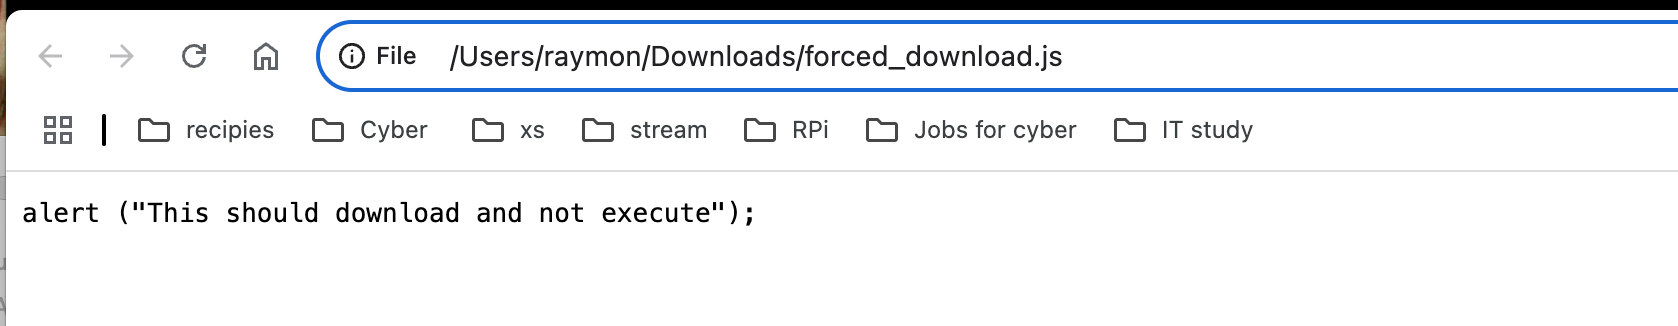 File /Users/raymon/Downloads/forced_download.js
recipies Cyber xs stream RPi Jobs for cyber IT study
alert ("This should download and not execute");